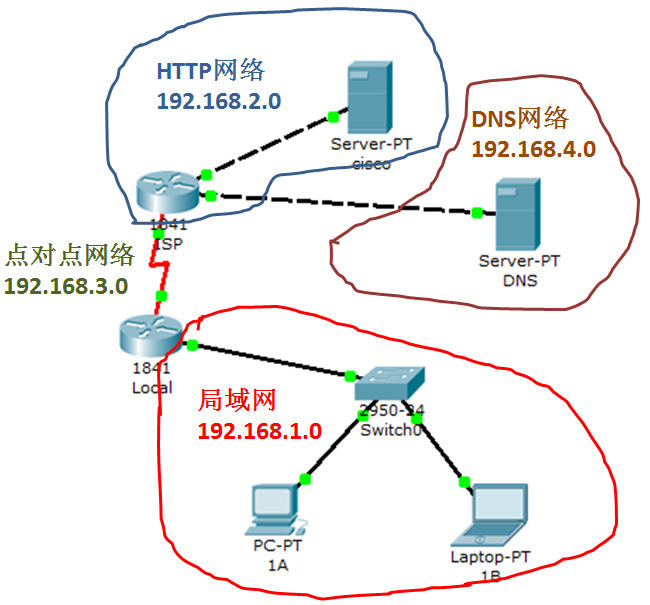 HTTP网络
192.168.2.0
Server-PT
cisco
DNS网络
192.168.4.0
Server-PT
DNS
1841
ISP
点对点网络
192.168.3.0
1841
Local
局域网
192.168.1.0
2950-24
Switch0
PC-PT
1A
Laptop-PT
1B